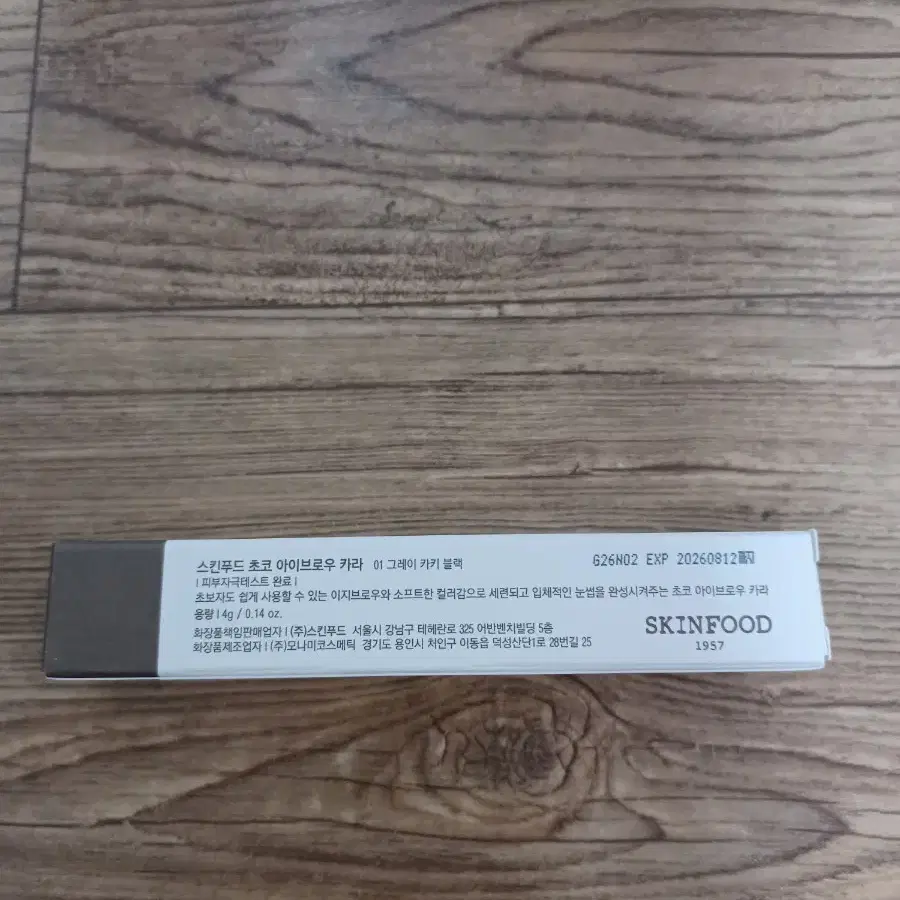 스킨푸드 초코 아이브로우 카라 01 그레이 카키 블랙
| 피부자극테스트 완료 |
초보자도 쉽게 사용할 수 있는 이지브로우와 소프트한 컬러감으로 세련되고 입체적인 눈썹을 완성시켜주는 초코 아이브로우 카라
용량 | 4g / 0.14 oz.
화장품책임판매업자 | (주)스킨푸드 서울시 강남구 테헤란로 325 어반벤치빌딩 5층
화장품제조업자 | (주)모나미코스메틱 경기도 용인시 처인구 이동읍 덕성산단1로 28번길 25
G26N02 EXP 20260812
SKINFOOD
1957